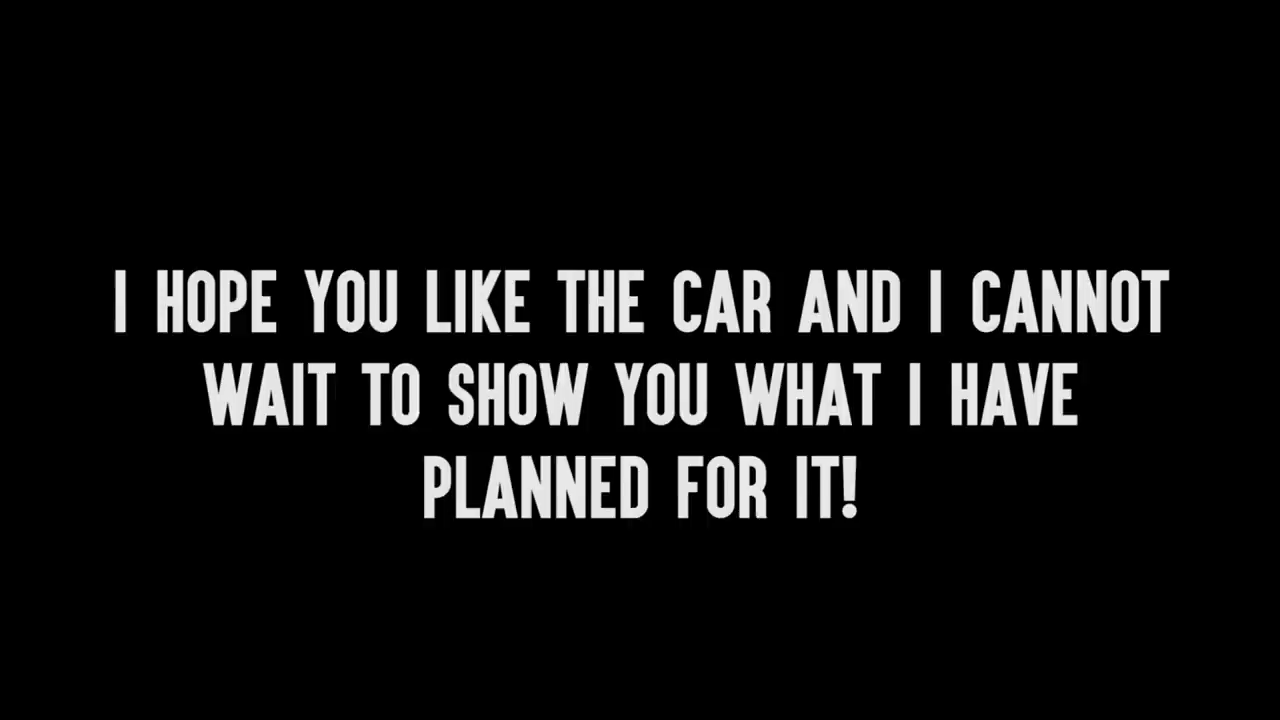 I HOPE YOU LIKE THE CAR AND I CANNOT
WAIT TO SHOW YOU WHAT I HAVE
PLANNED FOR IT!